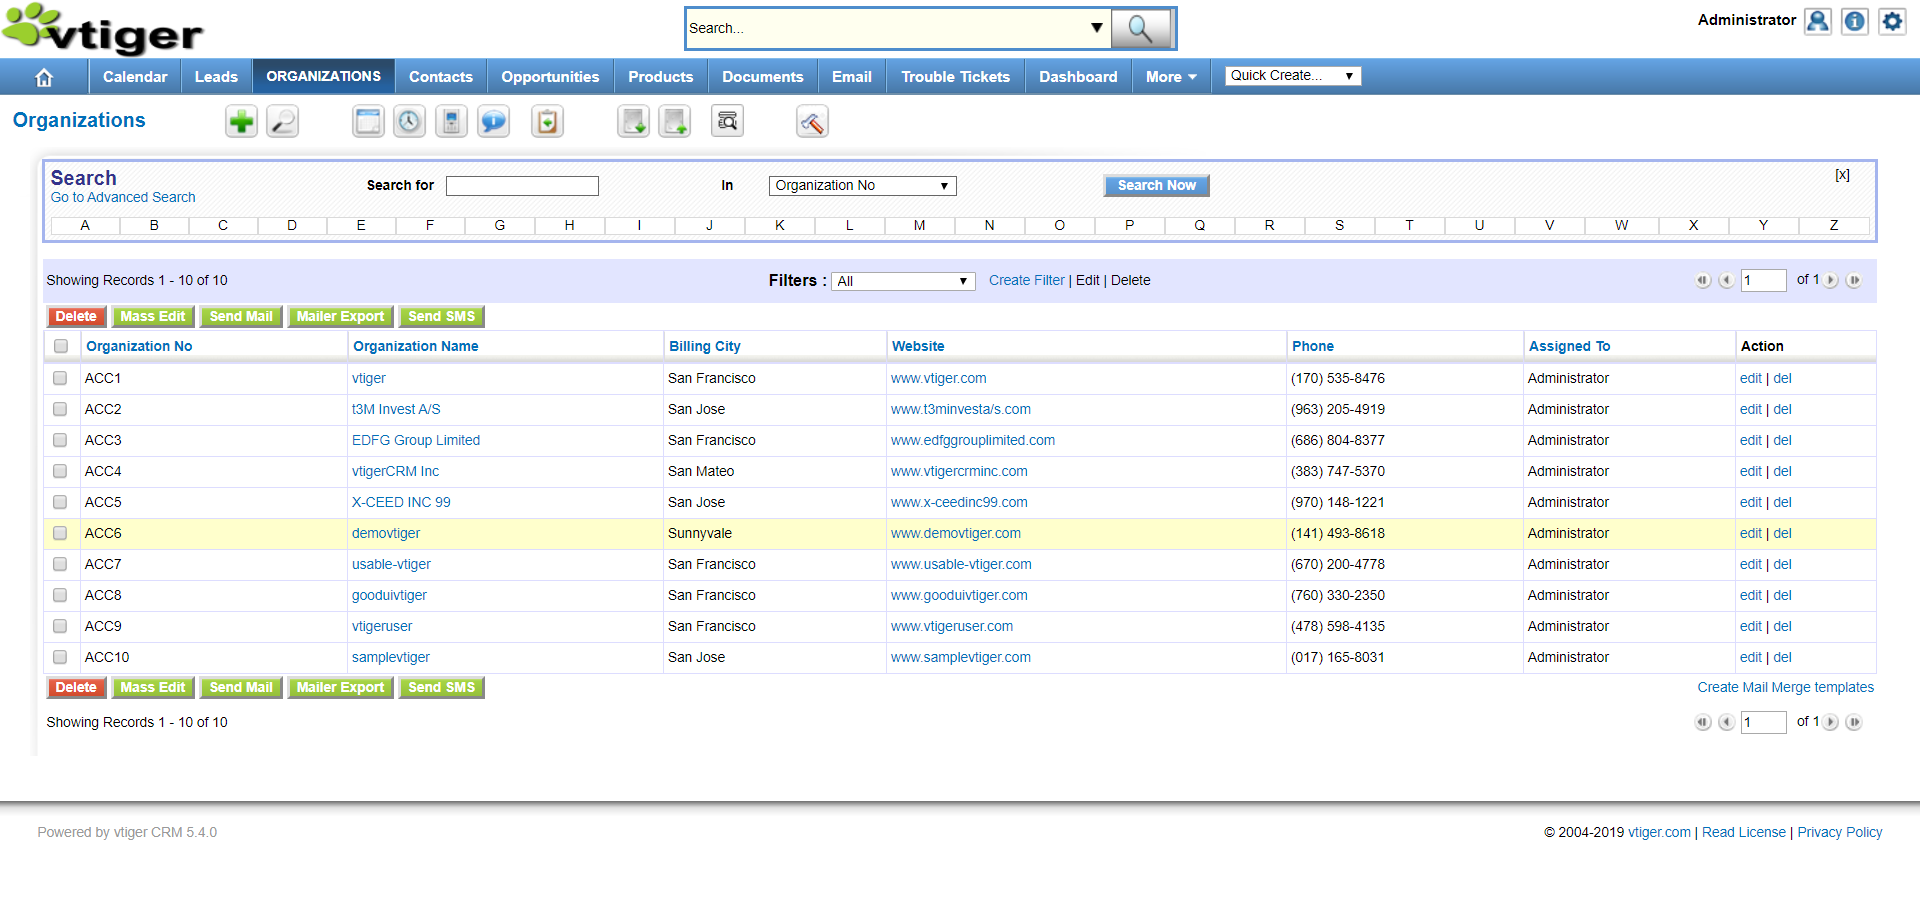 vtiger
Search...
Administrator
Calendar Leads ORGANIZATIONS Contacts Opportunities Products Documents Email Trouble Tickets Dashboard More Quick Create...
Organizations
Search
Go to Advanced Search
Search for In Organization No Search Now [x]
A B C D E F G H I J K L M N O P Q R S T U V W X Y Z
Showing Records 1 - 10 of 10 Filters : All Create Filter | Edit | Delete 1 of 1
Delete Mass Edit Send Mail Mailer Export Send SMS
Organization No Organization Name Billing City Website Phone Assigned To Action
ACC1 vtiger San Francisco www.vtiger.com (170) 535-8476 Administrator edit | del
ACC2 t3M Invest A/S San Jose www.t3minvesta/s.com (963) 205-4919 Administrator edit | del
ACC3 EDFG Group Limited San Francisco www.edfggrouplimited.com (686) 804-8377 Administrator edit | del
ACC4 vtigerCRM Inc San Mateo www.vtigercrminc.com (383) 747-5370 Administrator edit | del
ACC5 X-CEED INC 99 San Jose www.x-ceedinc99.com (970) 148-1221 Administrator edit | del
ACC6 demovtiger Sunnyvale www.demovtiger.com (141) 493-8618 Administrator edit | del
ACC7 usable-vtiger San Francisco www.usable-vtiger.com (670) 200-4778 Administrator edit | del
ACC8 gooduivtiger San Francisco www.gooduivtiger.com (760) 330-2350 Administrator edit | del
ACC9 vtigeruser San Francisco www.vtigeruser.com (478) 598-4135 Administrator edit | del
ACC10 samplevtiger San Jose www.samplevtiger.com (017) 165-8031 Administrator edit | del
Delete Mass Edit Send Mail Mailer Export Send SMS Create Mail Merge templates
Showing Records 1 - 10 of 10 1 of 1
Powered by vtiger CRM 5.4.0 © 2004-2019 vtiger.com | Read License | Privacy Policy